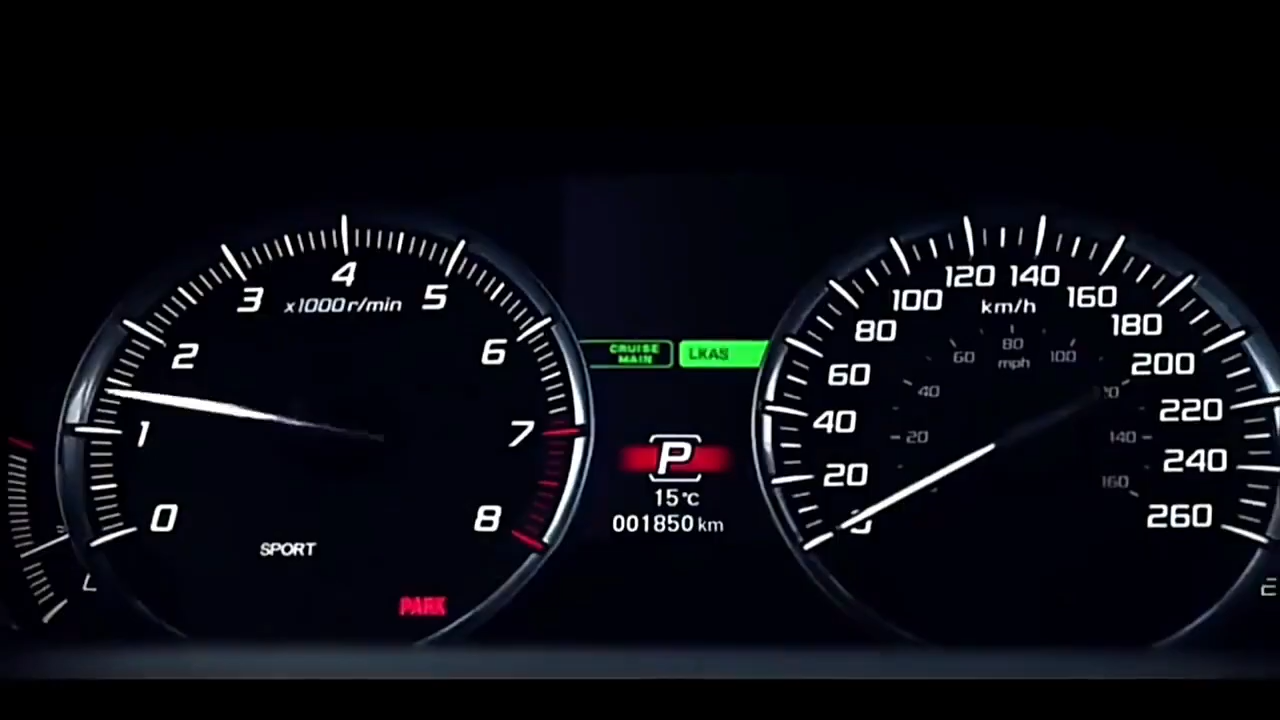 0
1
2
3
4
5
6
7
8
x1000 r/min
SPORT
PARK
CRUISE MAIN
LKAS
P
15°C
001850 km
20
40
60
80
100
120
140
160
180
200
220
240
260
km/h
20
40
60
80
100
140
160
mph
L